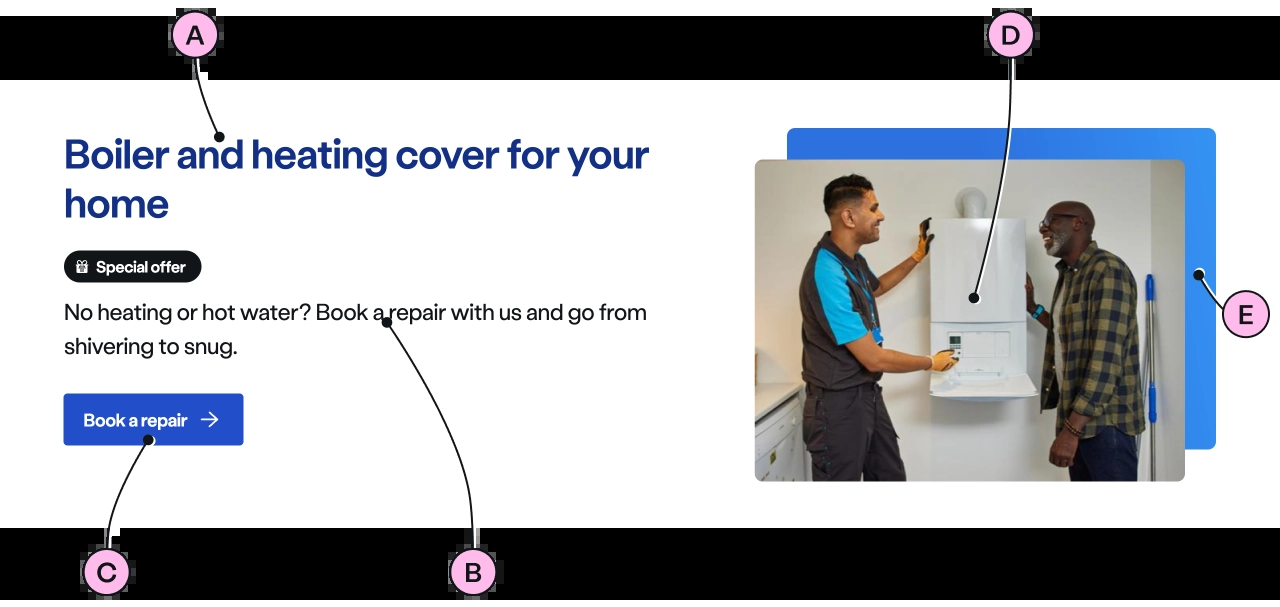 A
D
Boiler and heating cover for your
home
Special offer
No heating or hot water? Book a repair with us and go from
shivering to snug.
E
Book a repair
C
B